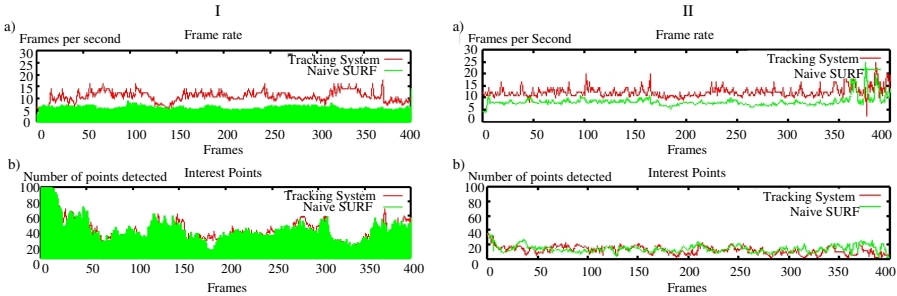 I
II
a)
Frames per second
Frame rate
Tracking System
Naive SURF
30
25
20
15
10
5
0
0 50 100 150 200 250 300 350 400
Frames
b)
Number of points detected
Interest Points
Tracking System
Naive SURF
100
80
60
40
20
0
0 50 100 150 200 250 300 350 400
Frames
a)
Frames per Second
Frame rate
Tracking System
Naive SURF
30
25
20
15
10
5
0
0 50 100 150 200 250 300 350 400
Frames
b)
Number of points detected
Interest Points
Tracking System
Naive SURF
100
80
60
40
20
0
0 50 100 150 200 250 300 350 400
Frames